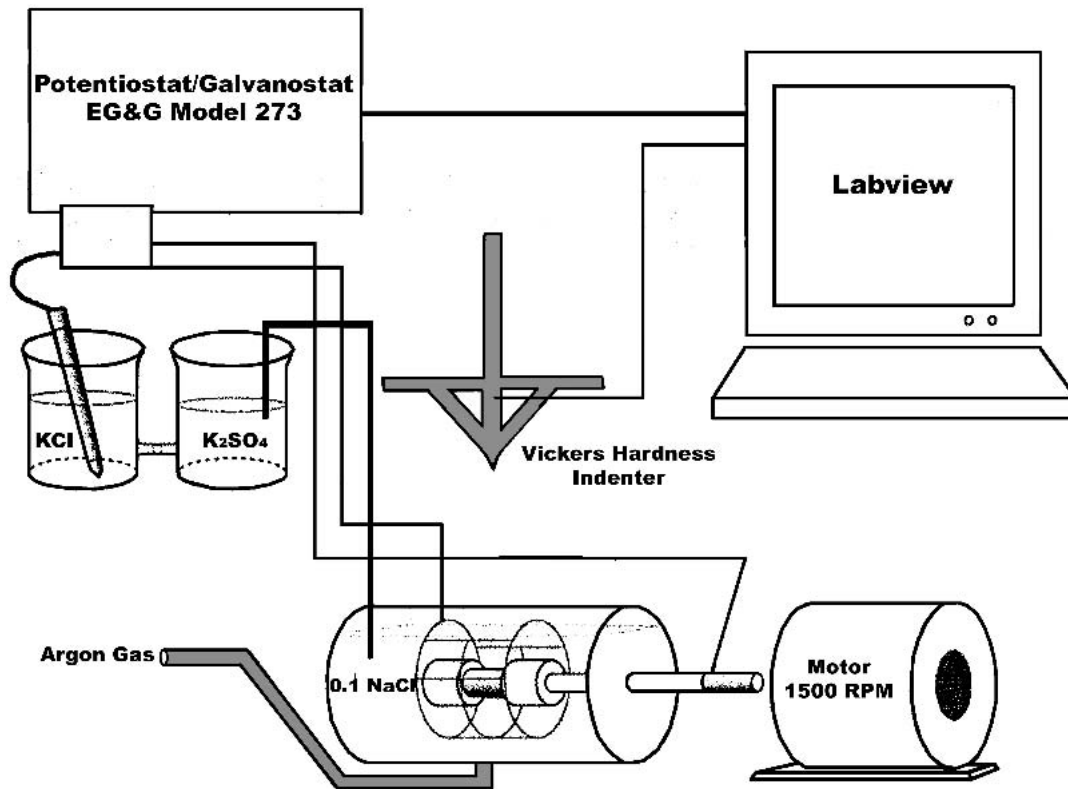 Potentiostat/Galvanostat
EG&G Model 273
Labview
KCl
K₂SO₄
Vickers Hardness
Indenter
Argon Gas
0.1 NaCl
Motor
1500 RPM